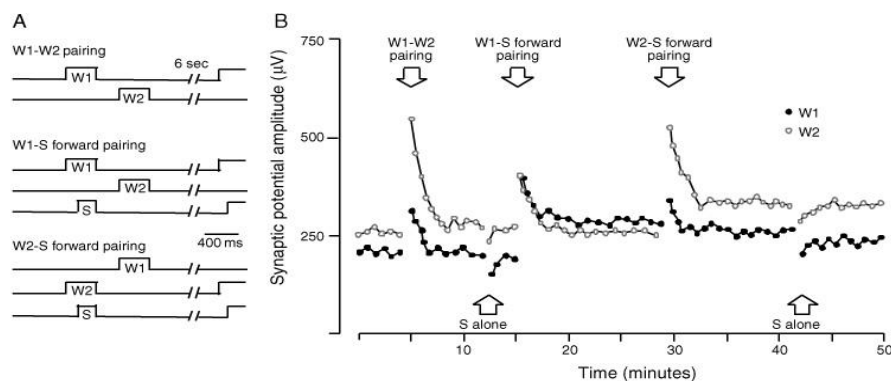 A
W1-W2 pairing
6 sec
W1
W2
W1-S forward pairing
W1
W2
S
400 ms
W2-S forward pairing
W1
W2
S
B
W1-W2 pairing
W1-S forward pairing
W2-S forward pairing
Synaptic potential amplitude (µV)
750
500
250
W1
W2
S alone
S alone
10
20
30
40
50
Time (minutes)